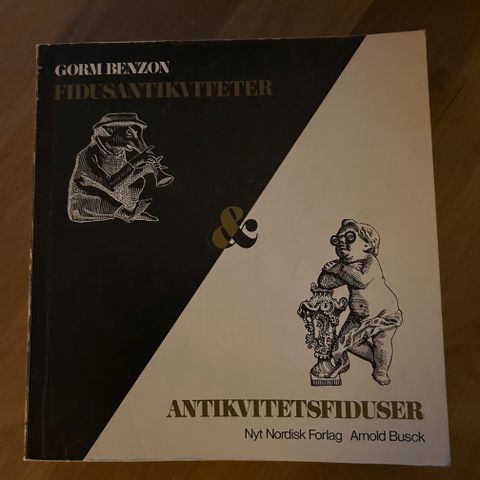 GORM BENZON
FIDUSANTIKVITETER
&
ANTIKVITETSFIDUSER
Nyt Nordisk Forlag Arnold Busck